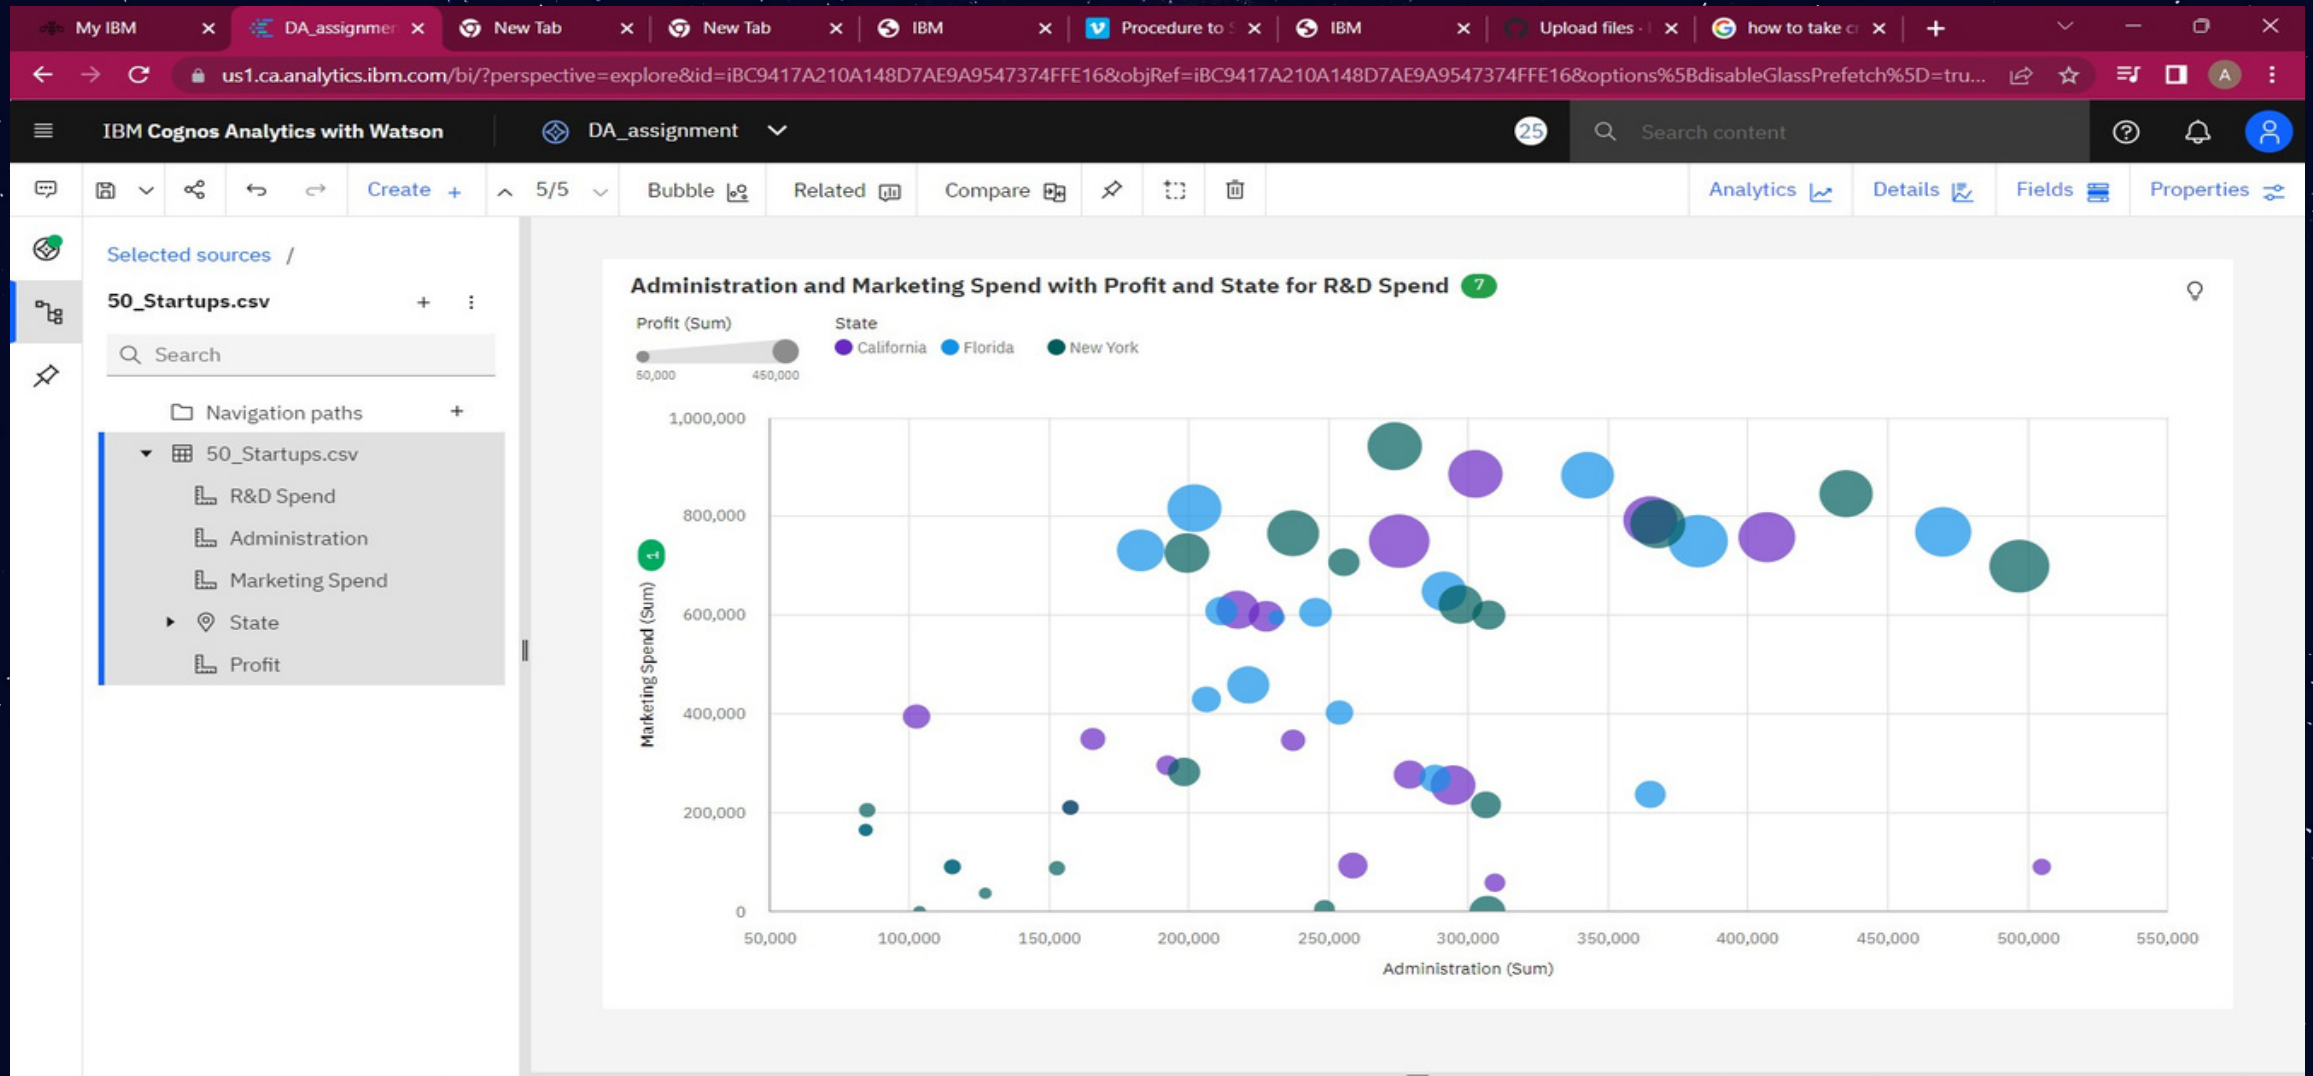 My IBM DA_assignmen New Tab New Tab IBM Procedure to IBM Upload files - how to take c
us1.ca.analytics.ibm.com/bi/?perspective=explore&id=iBC9417A210A148D7AE9A9547374FFE16&objRef=iBC9417A210A148D7AE9A9547374FFE16&options%5BdisableGlassPrefetch%5D=tru... A
IBM Cognos Analytics with Watson DA_assignment 25 Search content
Create + 5/5 Bubble Related Compare Analytics Details Fields Properties
Selected sources /
50_Startups.csv
Search
Navigation paths
50_Startups.csv
R&D Spend
Administration
Marketing Spend
State
Profit
Administration and Marketing Spend with Profit and State for R&D Spend 7
Profit (Sum) State
California Florida New York
50,000 450,000
1,000,000
800,000
600,000
400,000
200,000
0
1
Marketing Spend (Sum)
50,000 100,000 150,000 200,000 250,000 300,000 350,000 400,000 450,000 500,000 550,000
Administration (Sum)